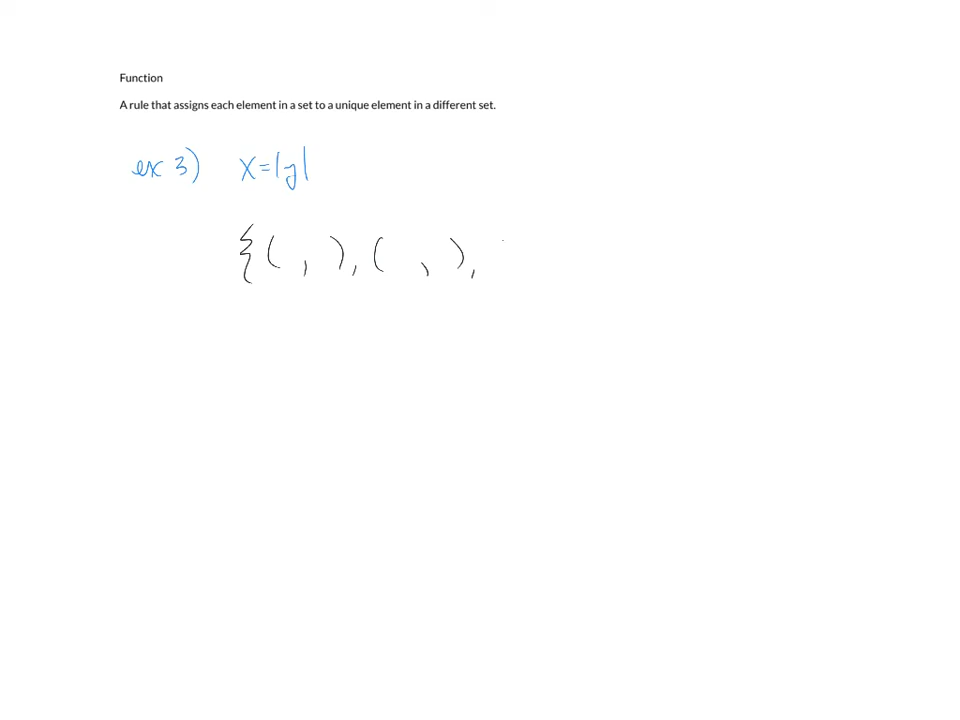 Function
A rule that assigns each element in a set to a unique element in a different set.
ex 3) x=|y|
{( , ), ( , ),